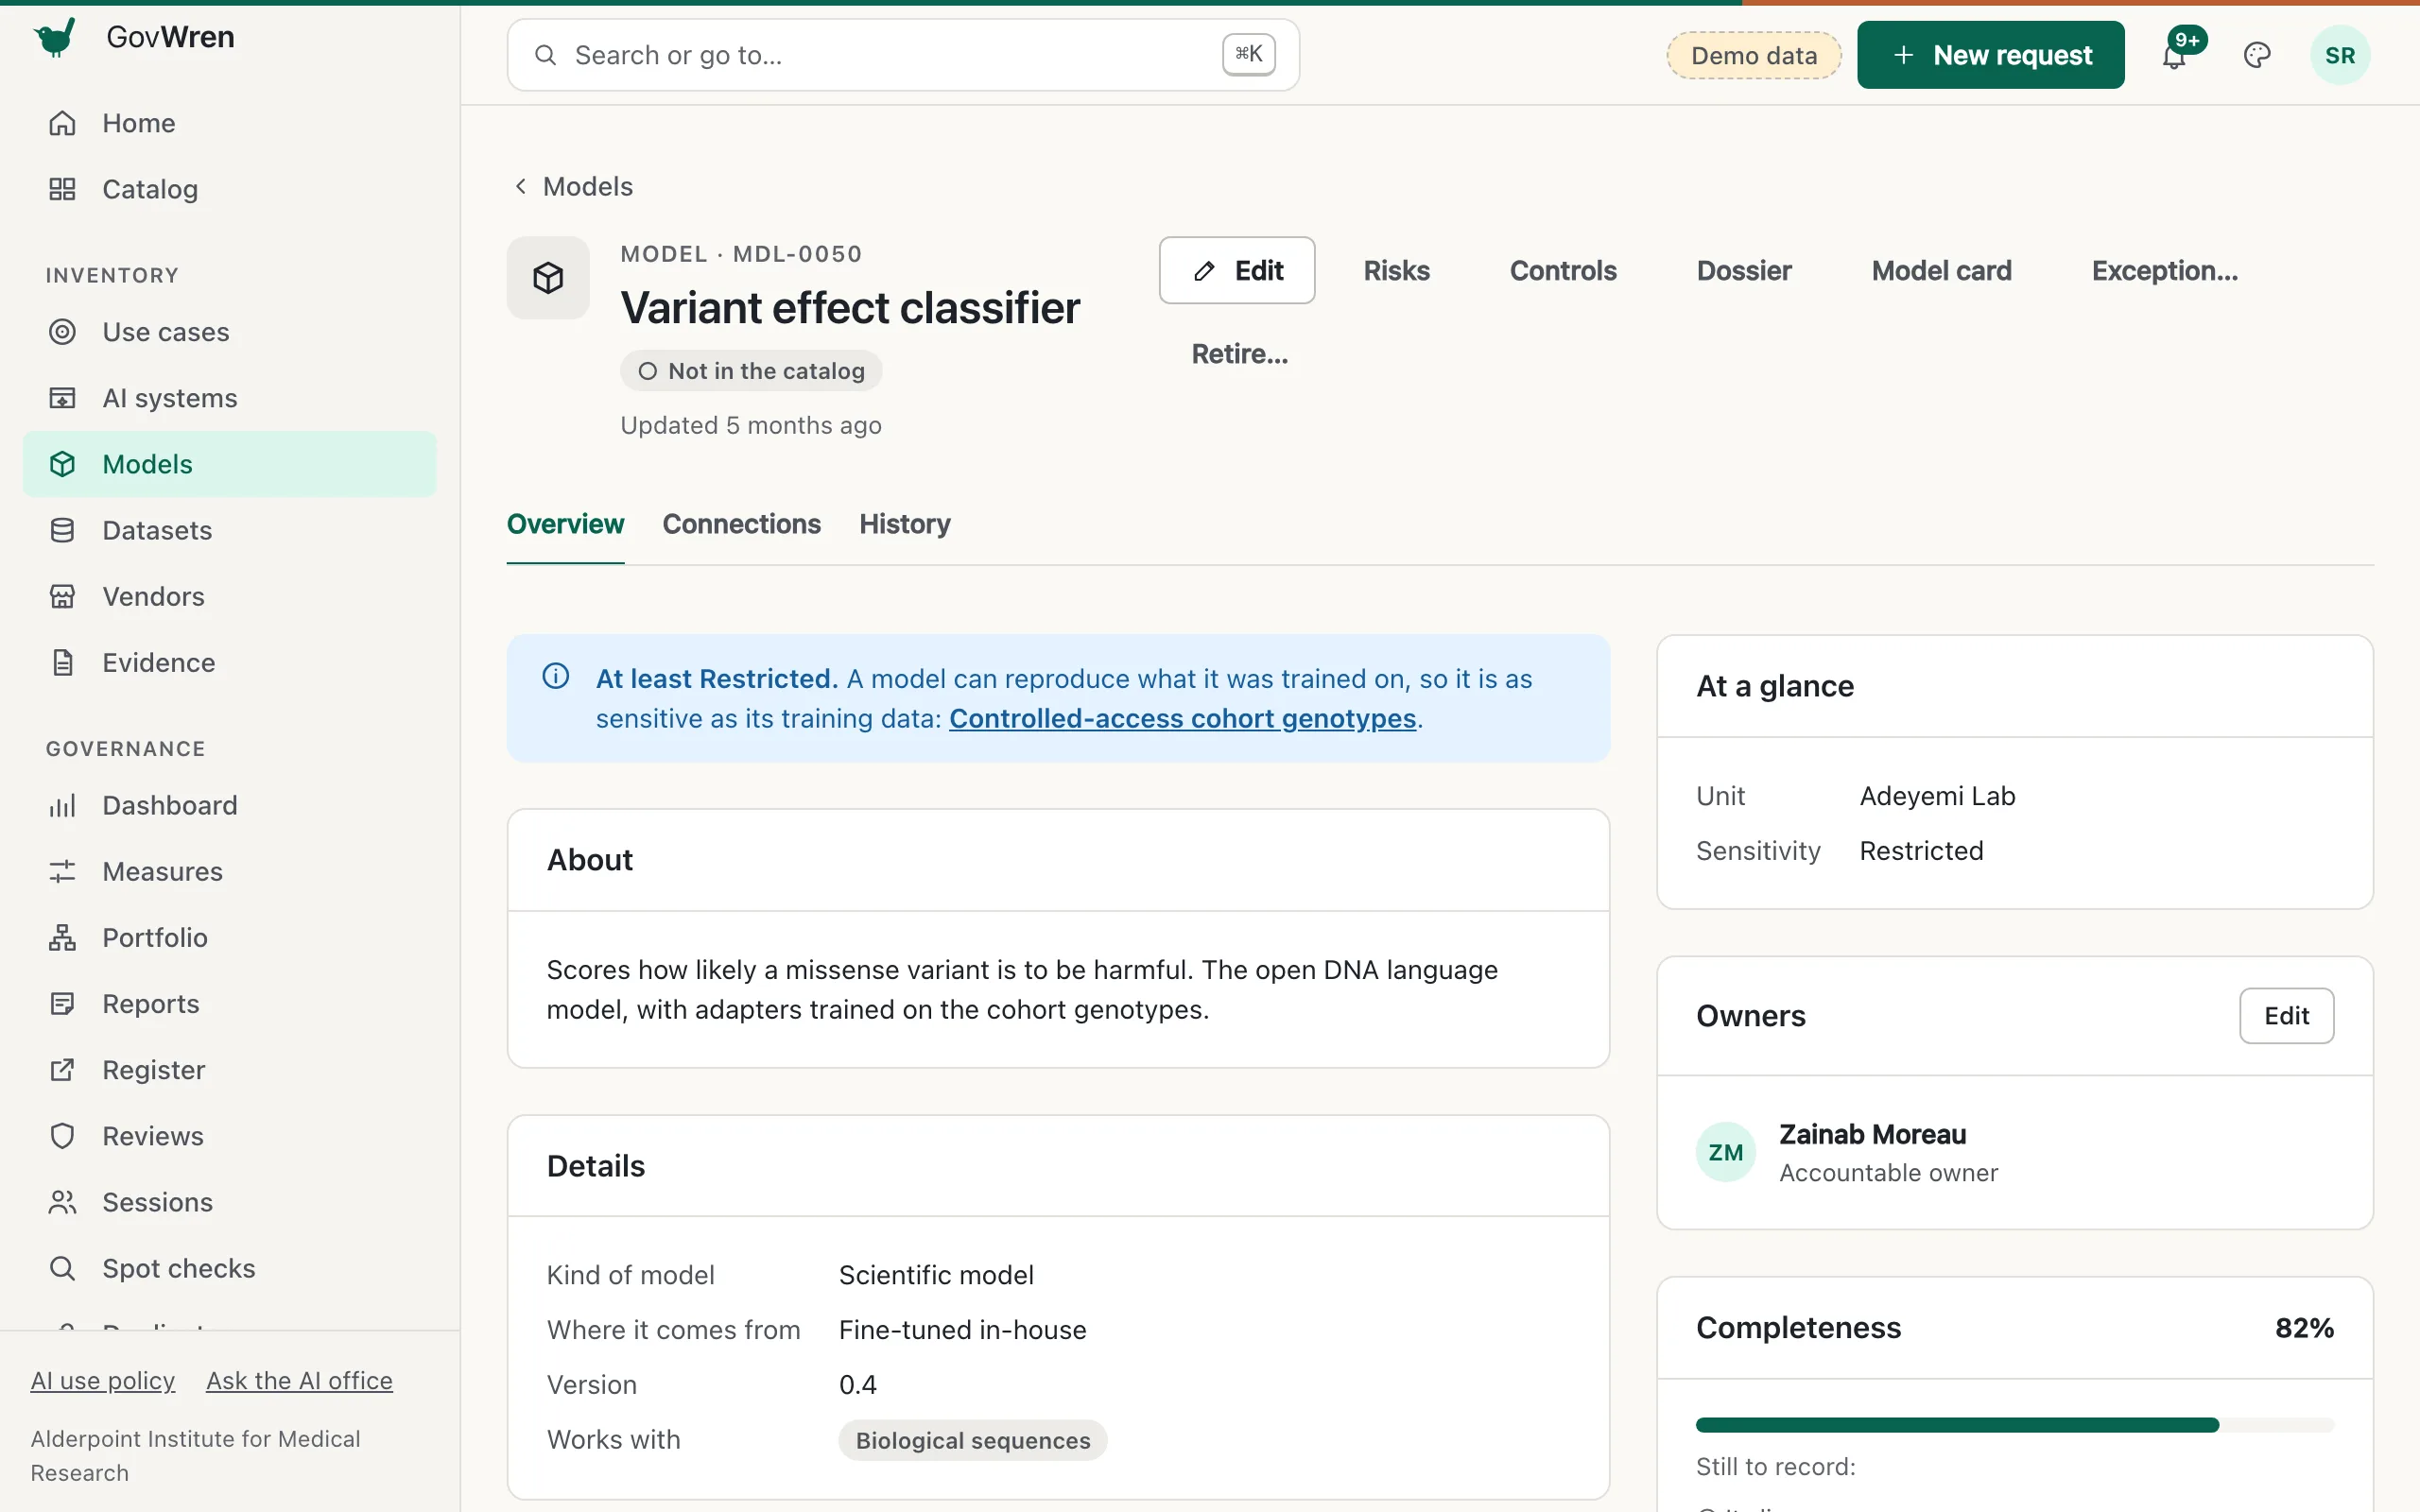 GovWren
Search or go to...
⌘K
Demo data
+ New request
9+
SR
Home
Catalog
INVENTORY
Use cases
AI systems
Models
Datasets
Vendors
Evidence
GOVERNANCE
Dashboard
Measures
Portfolio
Reports
Register
Reviews
Sessions
Spot checks
AI use policy
Ask the AI office
Alderpoint Institute for Medical
Research
Models
MODEL · MDL-0050
Variant effect classifier
Not in the catalog
Updated 5 months ago
Edit
Risks
Controls
Dossier
Model card
Exception...
Retire...
Overview
Connections
History
At least Restricted. A model can reproduce what it was trained on, so it is as
sensitive as its training data: Controlled-access cohort genotypes.
About
Scores how likely a missense variant is to be harmful. The open DNA language
model, with adapters trained on the cohort genotypes.
Details
Kind of model Scientific model
Where it comes from Fine-tuned in-house
Version 0.4
Works with Biological sequences
At a glance
Unit Adeyemi Lab
Sensitivity Restricted
Owners
Edit
ZM
Zainab Moreau
Accountable owner
Completeness 82%
Still to record: